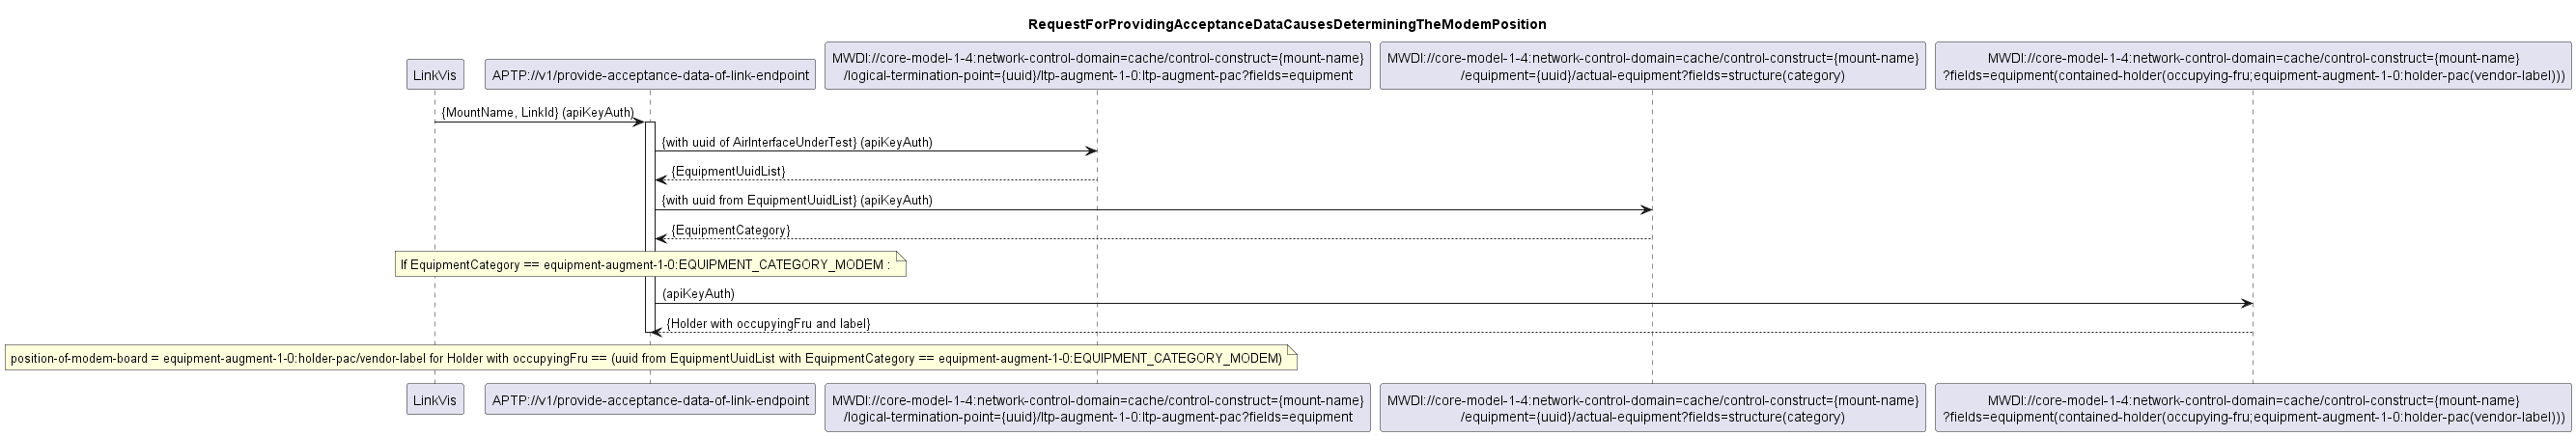 RequestForProvidingAcceptanceDataCausesDeterminingTheModemPosition
LinkVis
APTP://v1/provide-acceptance-data-of-link-endpoint
MWDI://core-model-1-4:network-control-domain=cache/control-construct={mount-name}
/logical-termination-point={uuid}/ltp-augment-1-0:ltp-augment-pac?fields=equipment
MWDI://core-model-1-4:network-control-domain=cache/control-construct={mount-name}
/equipment={uuid}/actual-equipment?fields=structure(category)
MWDI://core-model-1-4:network-control-domain=cache/control-construct={mount-name}
?fields=equipment(contained-holder(occupying-fru;equipment-augment-1-0:holder-pac(vendor-label)))
{MountName, LinkId} (apiKeyAuth)
{with uuid of AirInterfaceUnderTest} (apiKeyAuth)
{EquipmentUuidList}
{with uuid from EquipmentUuidList} (apiKeyAuth)
{EquipmentCategory}
If EquipmentCategory == equipment-augment-1-0:EQUIPMENT_CATEGORY_MODEM :
(apiKeyAuth)
{Holder with occupyingFru and label}
position-of-modem-board = equipment-augment-1-0:holder-pac/vendor-label for Holder with occupyingFru == (uuid from EquipmentUuidList with EquipmentCategory == equipment-augment-1-0:EQUIPMENT_CATEGORY_MODEM)
LinkVis
APTP://v1/provide-acceptance-data-of-link-endpoint
MWDI://core-model-1-4:network-control-domain=cache/control-construct={mount-name}
/logical-termination-point={uuid}/ltp-augment-1-0:ltp-augment-pac?fields=equipment
MWDI://core-model-1-4:network-control-domain=cache/control-construct={mount-name}
/equipment={uuid}/actual-equipment?fields=structure(category)
MWDI://core-model-1-4:network-control-domain=cache/control-construct={mount-name}
?fields=equipment(contained-holder(occupying-fru;equipment-augment-1-0:holder-pac(vendor-label)))